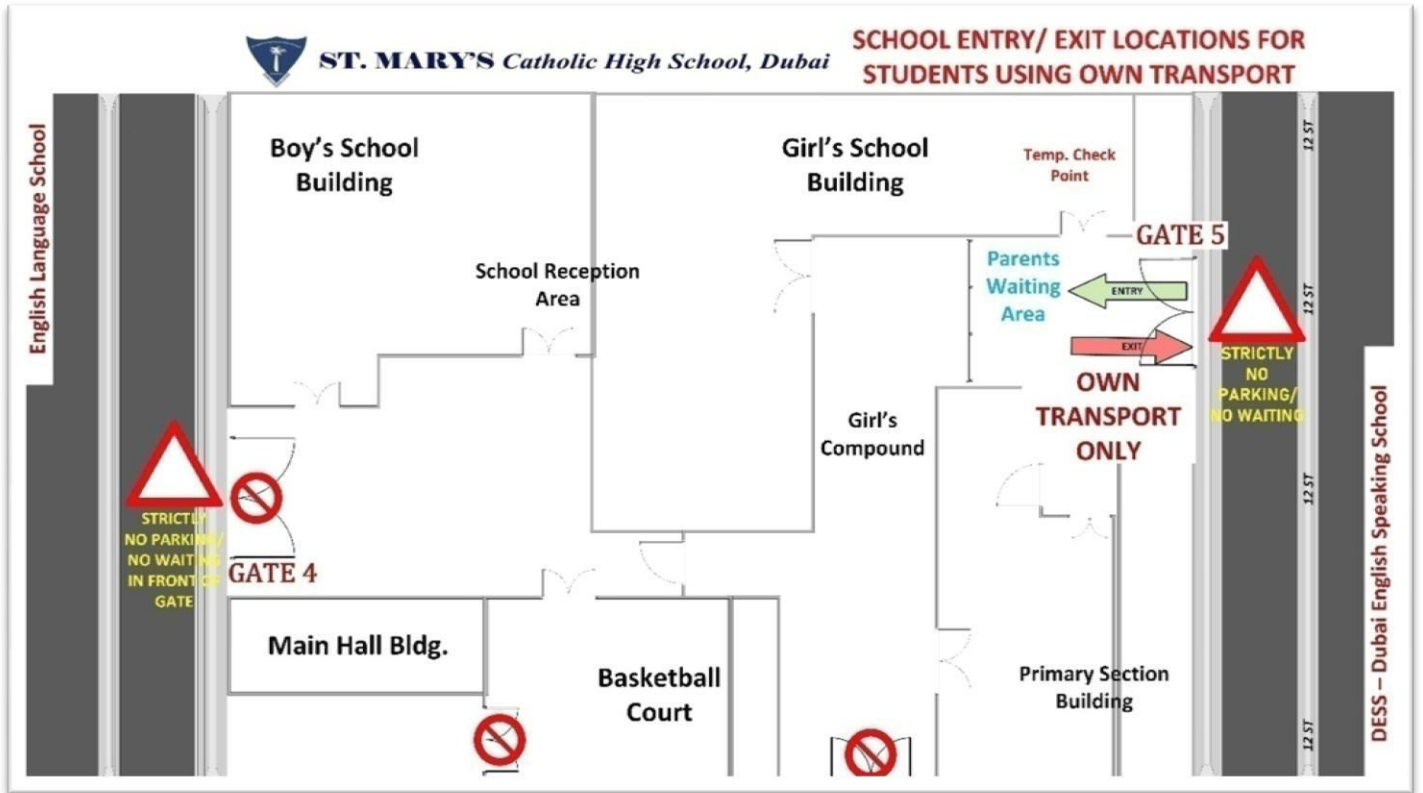 ST. MARY'S Catholic High School, Dubai
SCHOOL ENTRY/ EXIT LOCATIONS FOR
STUDENTS USING OWN TRANSPORT
English Language School
Boy's School
Building
Girl's School
Building
Temp. Check
Point
12 ST
GATE 5
School Reception
Area
Parents
Waiting
Area
ENTRY
12 ST
EXIT
STRICTLY
NO
PARKING/
NO WAITING
OWN
TRANSPORT
ONLY
Girl's
Compound
12 ST
DESS – Dubai English Speaking School
STRICTLY
NO PARKING/
NO WAITING
IN FRONT OF
GATE
GATE 4
Main Hall Bldg.
Basketball
Court
Primary Section
Building
12 ST